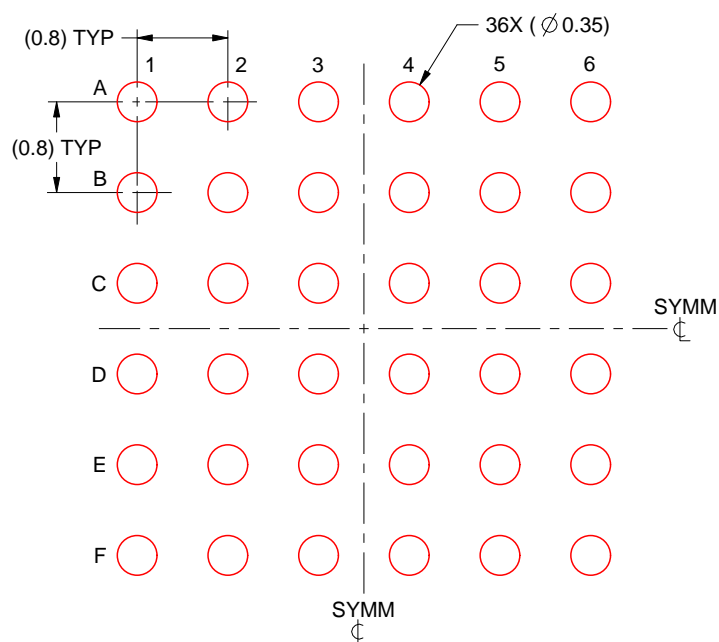 (0.8) TYP
36X ( ∅ 0.35)
1 2 3 4 5 6
A
(0.8) TYP
B
C
SYMM
℄
D
E
F
SYMM
℄